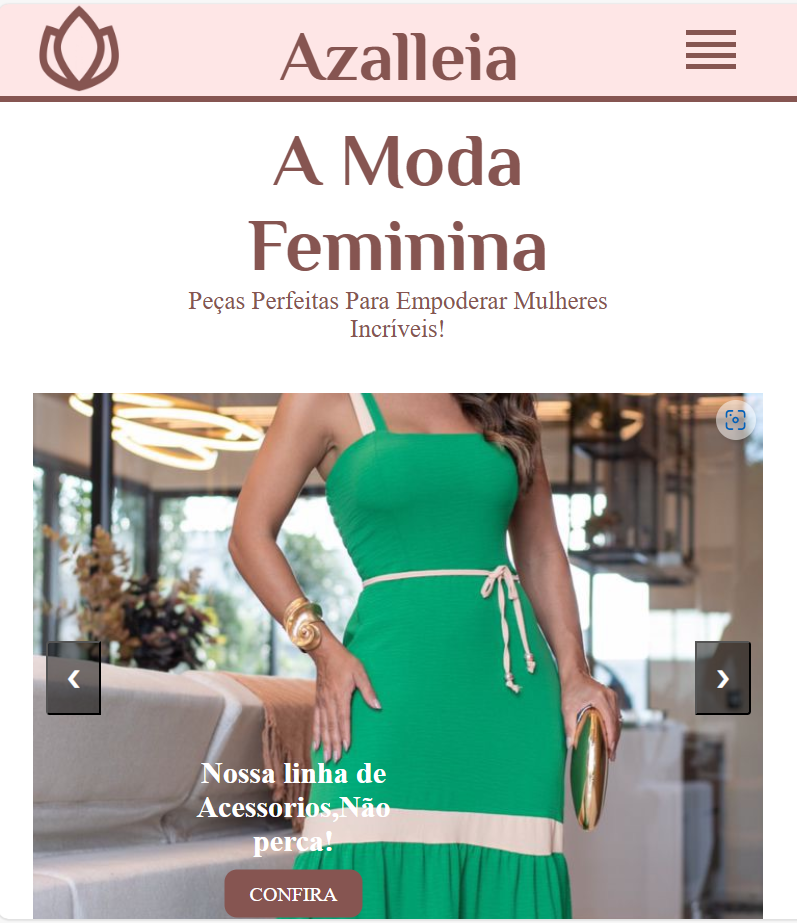 Azalleia
A Moda
Feminina
Peças Perfeitas Para Empoderar Mulheres
Incríveis!
Nossa linha de
Acessorios,Não
perca!
CONFIRA